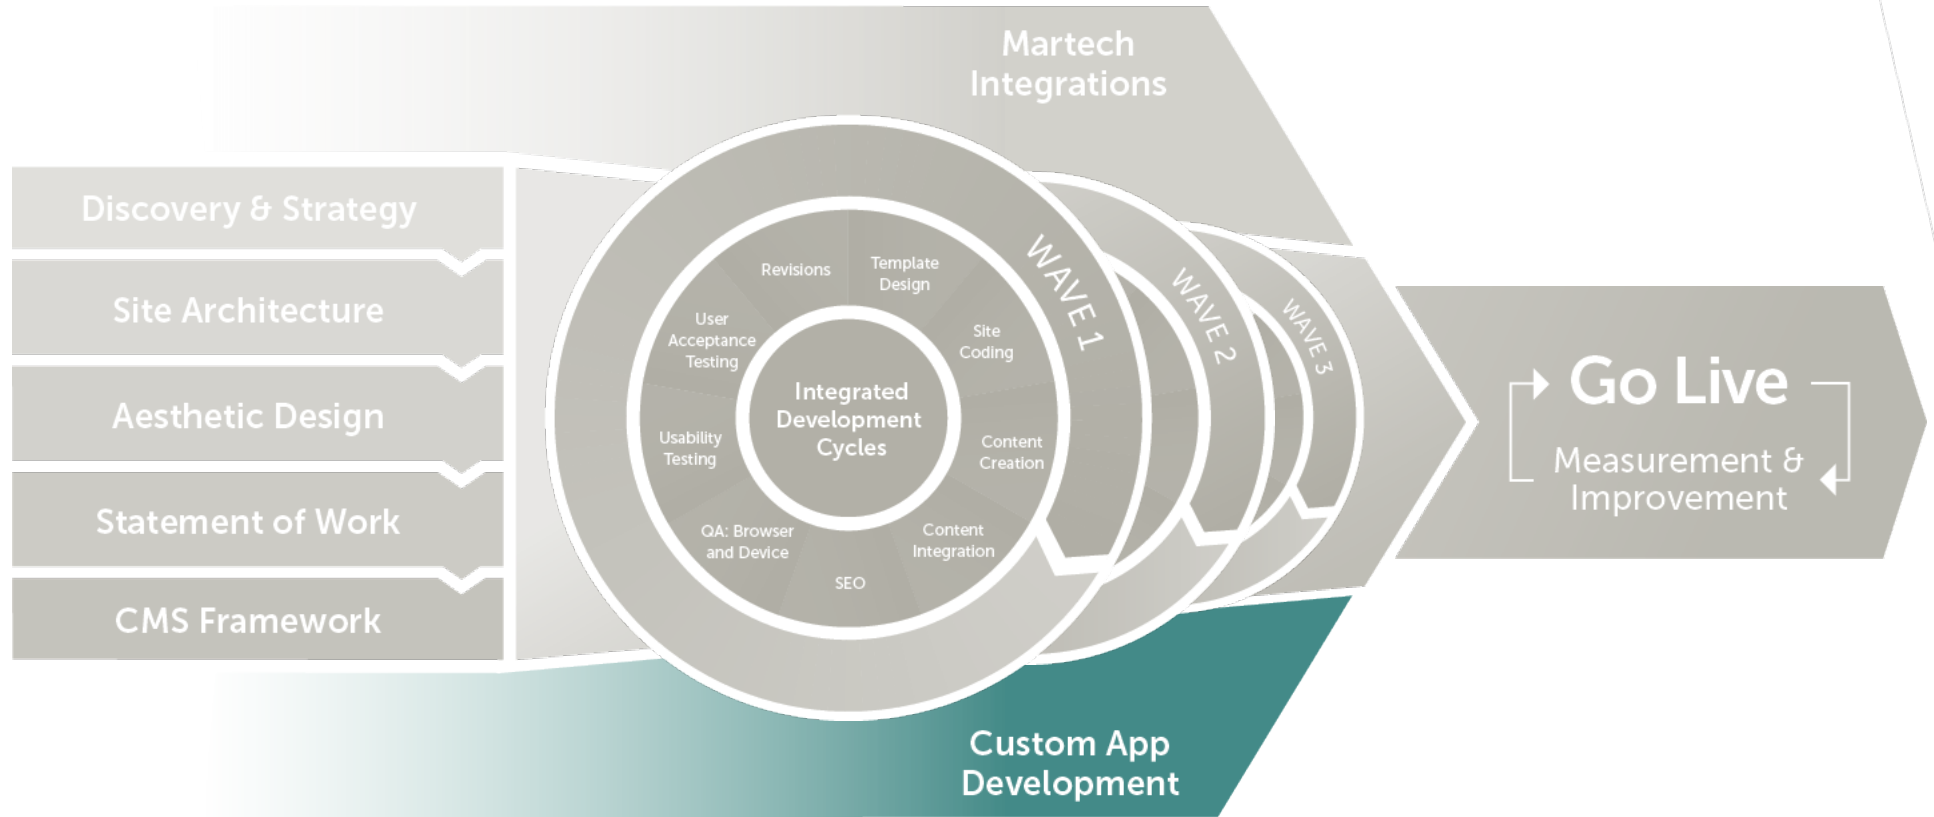 Martech
Integrations
Discovery & Strategy
Site Architecture
Aesthetic Design
Statement of Work
CMS Framework
Revisions
Template
Design
User
Acceptance
Testing
Site
Coding
Integrated
Development
Cycles
Usability
Testing
Content
Creation
QA: Browser
and Device
Content
Integration
SEO
WAVE 1
WAVE 2
WAVE 3
Go Live
Measurement &
Improvement
Custom App
Development